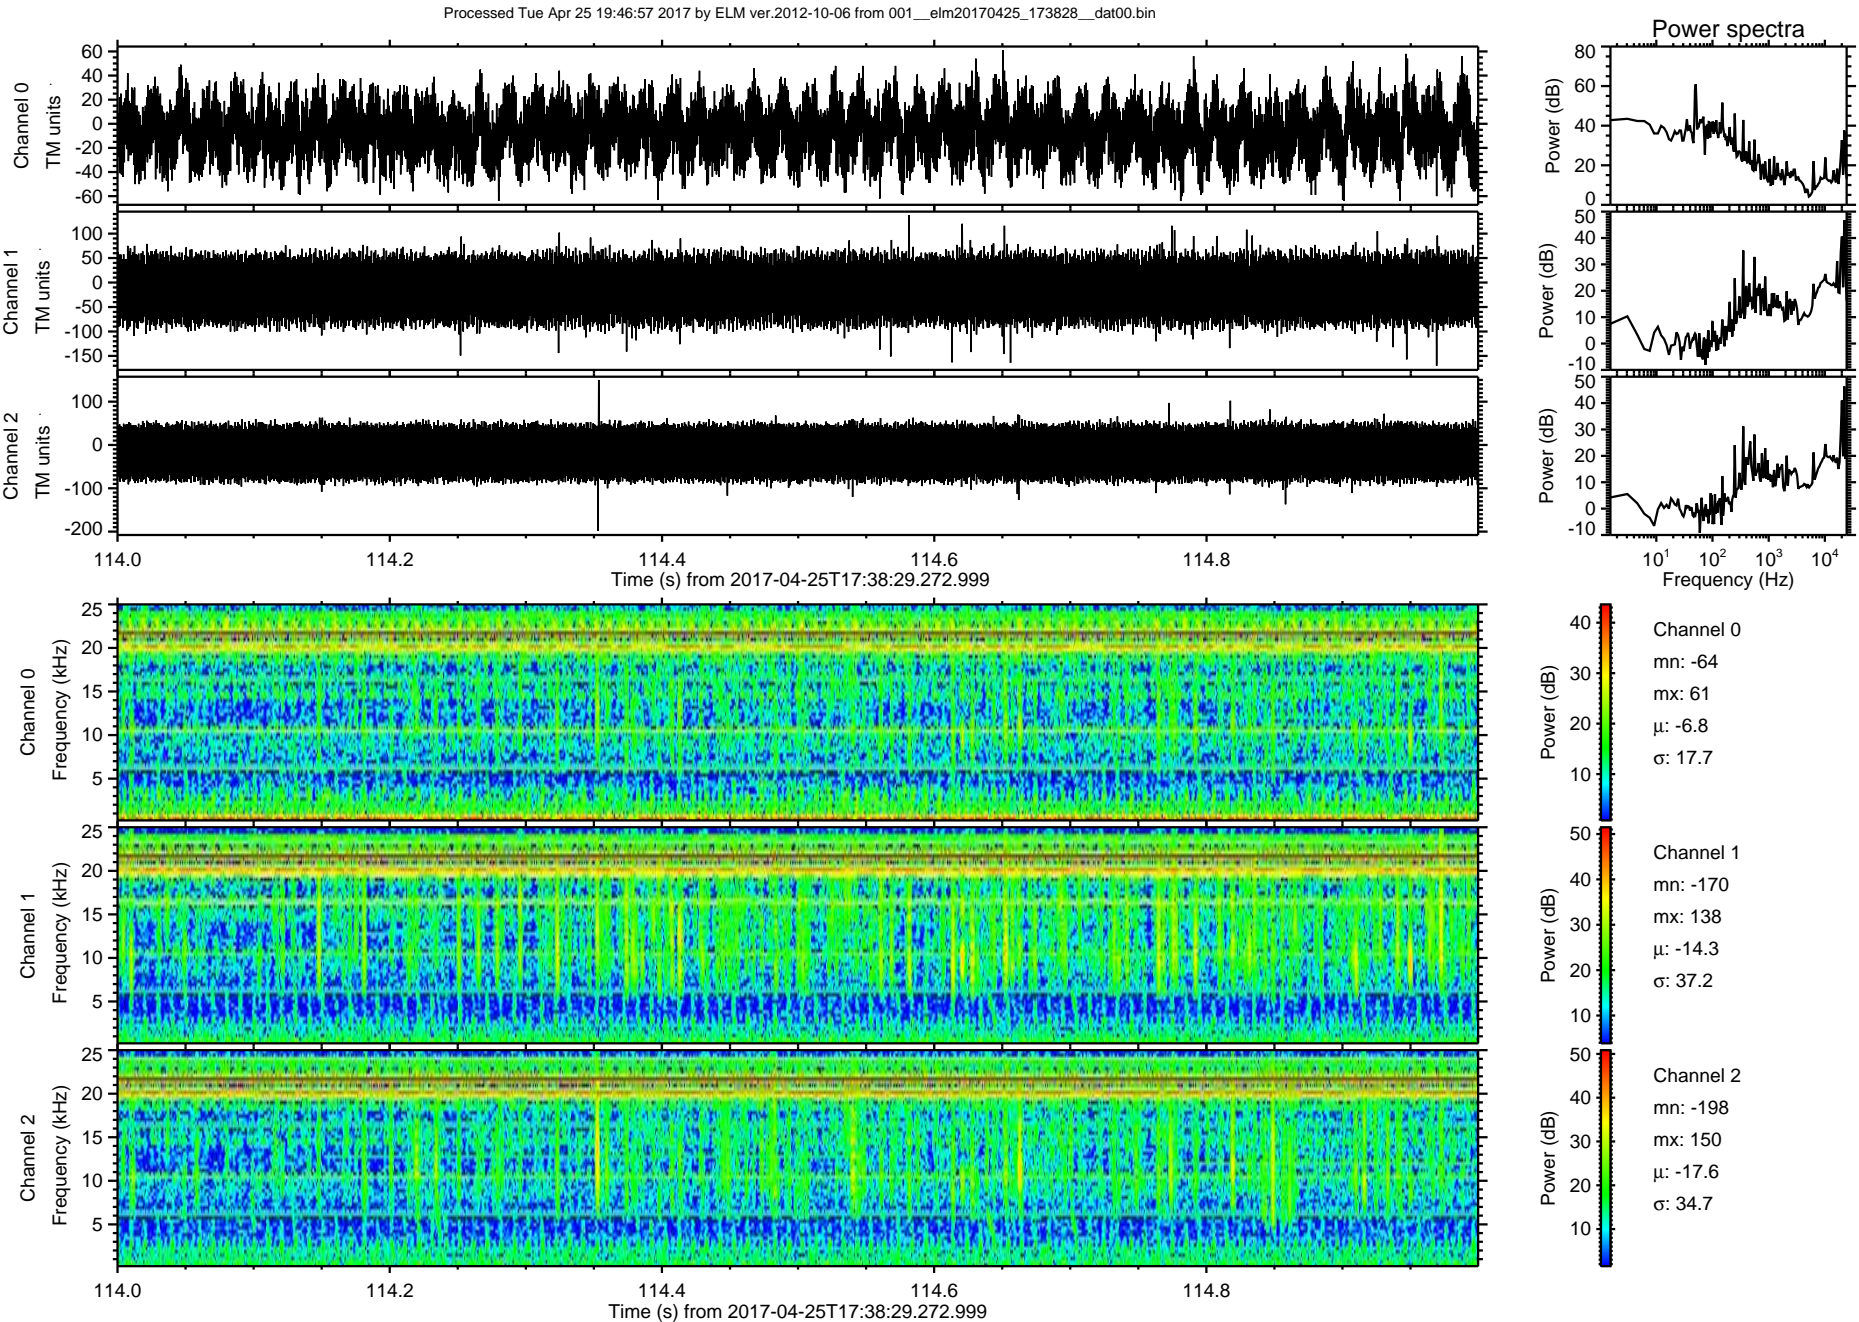 Processed Tue Apr 25 19:46:57 2017 by ELM ver.2012-10-06 from 001__elm20170425_173828__dat00.bin
Power spectra
Channel 0
TM units
60
40
20
0
-20
-40
-60
Power (dB)
80
60
40
20
0
Channel 1
TM units
100
50
0
-50
-100
-150
Power (dB)
50
40
30
20
10
0
-10
Channel 2
TM units
100
0
-100
-200
Power (dB)
50
40
30
20
10
0
-10
114.0 114.2 114.4 114.6 114.8
Time (s) from 2017-04-25T17:38:29.272.999
10^1 10^2 10^3 10^4
Frequency (Hz)
Channel 0
Frequency (kHz)
25
20
15
10
5
Power (dB)
40
30
20
10
Channel 0
mn: -64
mx: 61
µ: -6.8
σ: 17.7
Channel 1
Frequency (kHz)
25
20
15
10
5
Power (dB)
50
40
30
20
10
Channel 1
mn: -170
mx: 138
µ: -14.3
σ: 37.2
Channel 2
Frequency (kHz)
25
20
15
10
5
Power (dB)
50
40
30
20
10
Channel 2
mn: -198
mx: 150
µ: -17.6
σ: 34.7
114.0 114.2 114.4 114.6 114.8
Time (s) from 2017-04-25T17:38:29.272.999